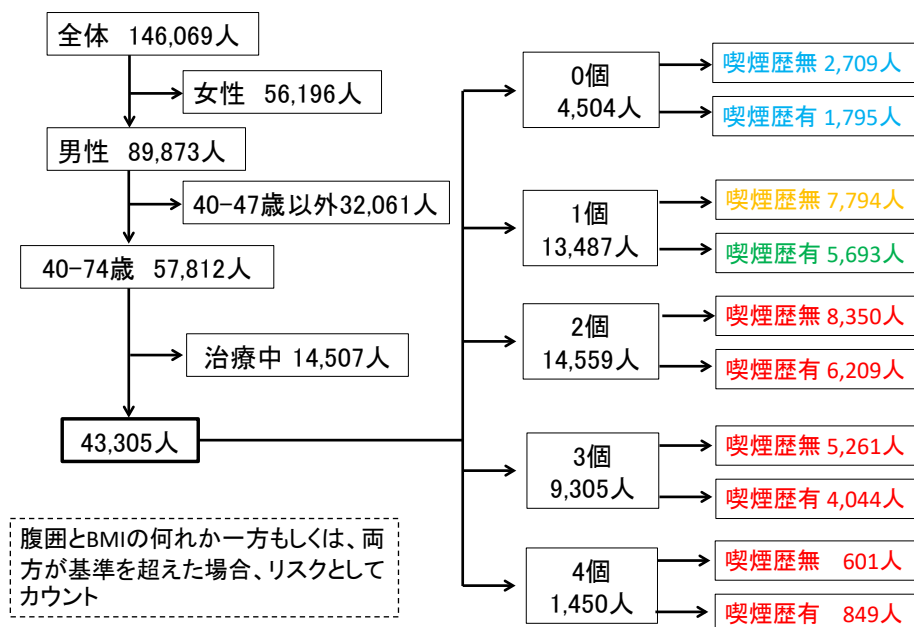 全体 146,069人
女性 56,196人
男性 89,873人
40-47歳以外32,061人
40-74歳 57,812人
治療中 14,507人
43,305人
腹囲とBMIの何れか一方もしくは、両
方が基準を超えた場合、リスクとして
カウント
0個
4,504人
喫煙歴無 2,709人
喫煙歴有 1,795人
1個
13,487人
喫煙歴無 7,794人
喫煙歴有 5,693人
2個
14,559人
喫煙歴無 8,350人
喫煙歴有 6,209人
3個
9,305人
喫煙歴無 5,261人
喫煙歴有 4,044人
4個
1,450人
喫煙歴無 601人
喫煙歴有 849人